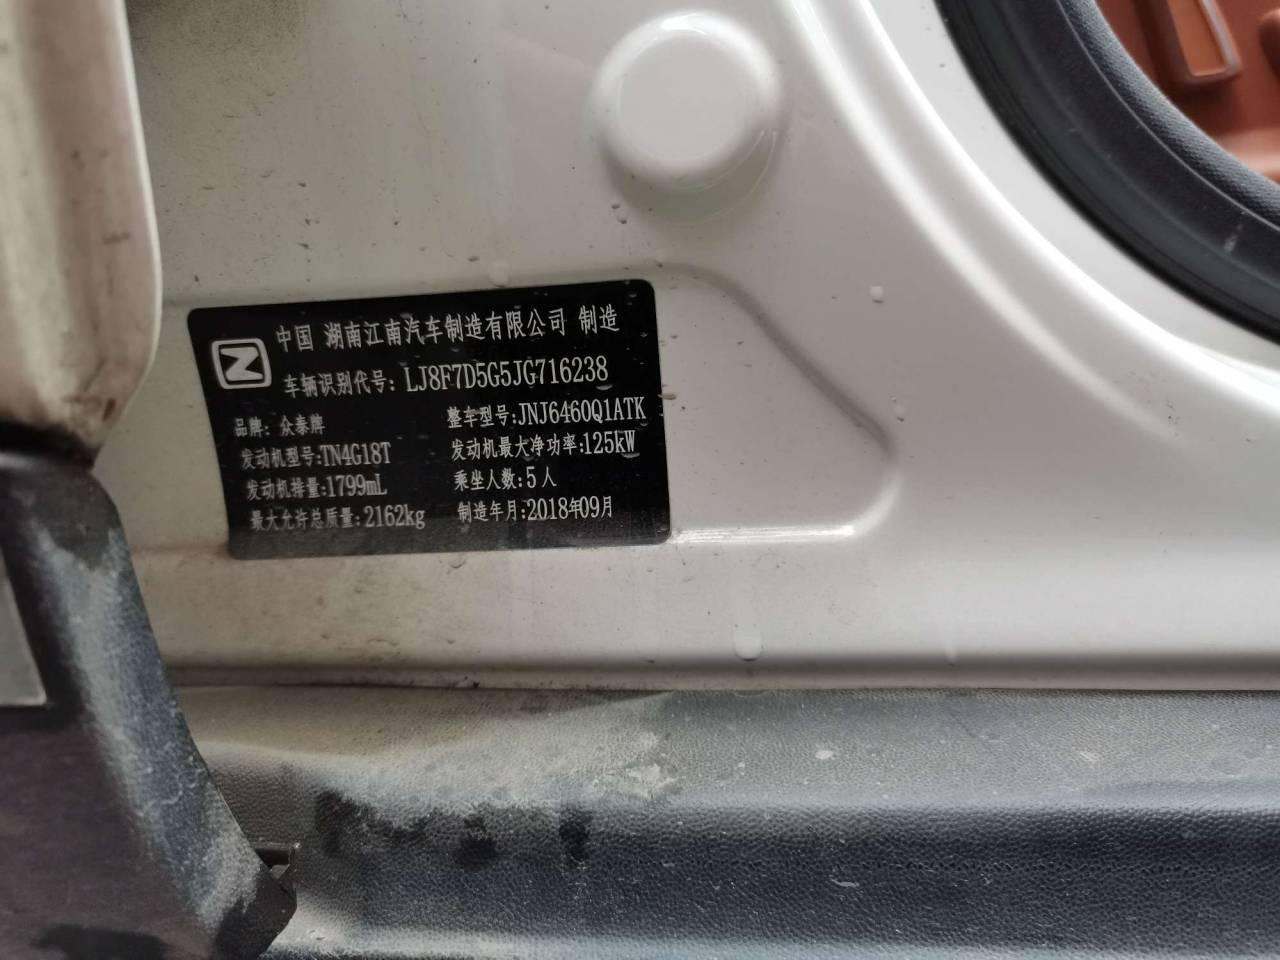 中国 湖南江南汽车制造有限公司 制造
车辆识别代号: LJ8F7D5G5JG716238
品牌: 众泰牌 整车型号:JNJ6460Q1ATK
发动机型号:TN4G18T 发动机最大净功率:125kW
发动机排量:1799mL 乘坐人数:5人
最大允许总质量:2162kg 制造年月:2018年09月